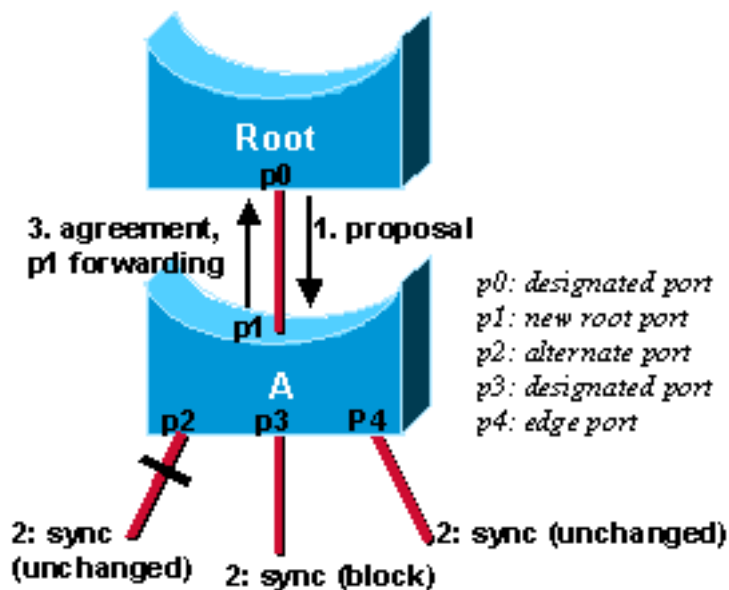 Root
p0
3. agreement,
p1 forwarding
1. proposal
p1
A
p2
p3
P4
p0: designated port
p1: new root port
p2: alternate port
p3: designated port
p4: edge port
2: sync
(unchanged)
2: sync (block)
2: sync (unchanged)